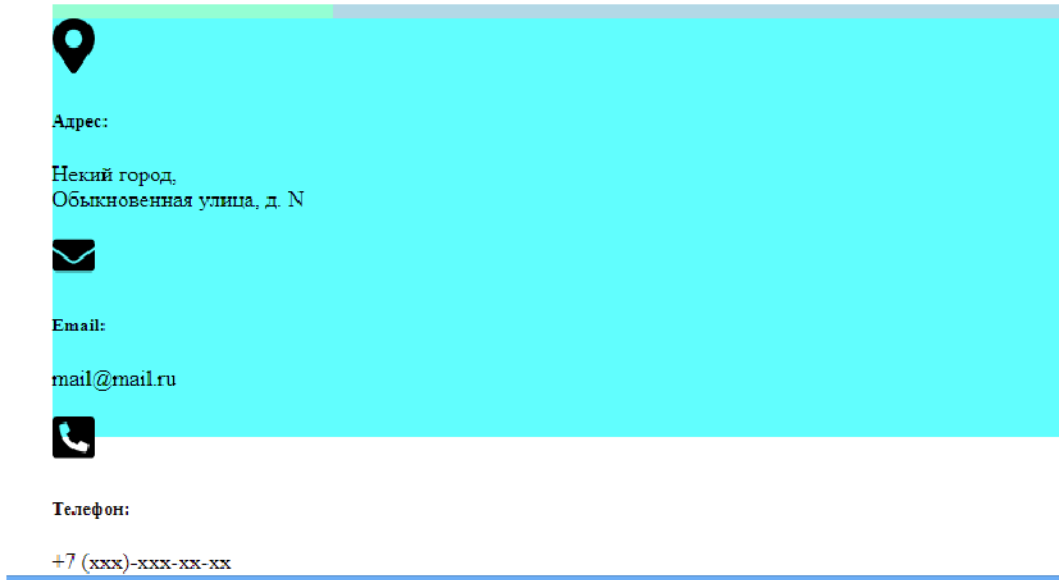 Адрес:
Некий город,
Обыкновенная улица, д. N
Email:
mail@mail.ru
Телефон:
+7 (xxx)-xxx-xx-xx